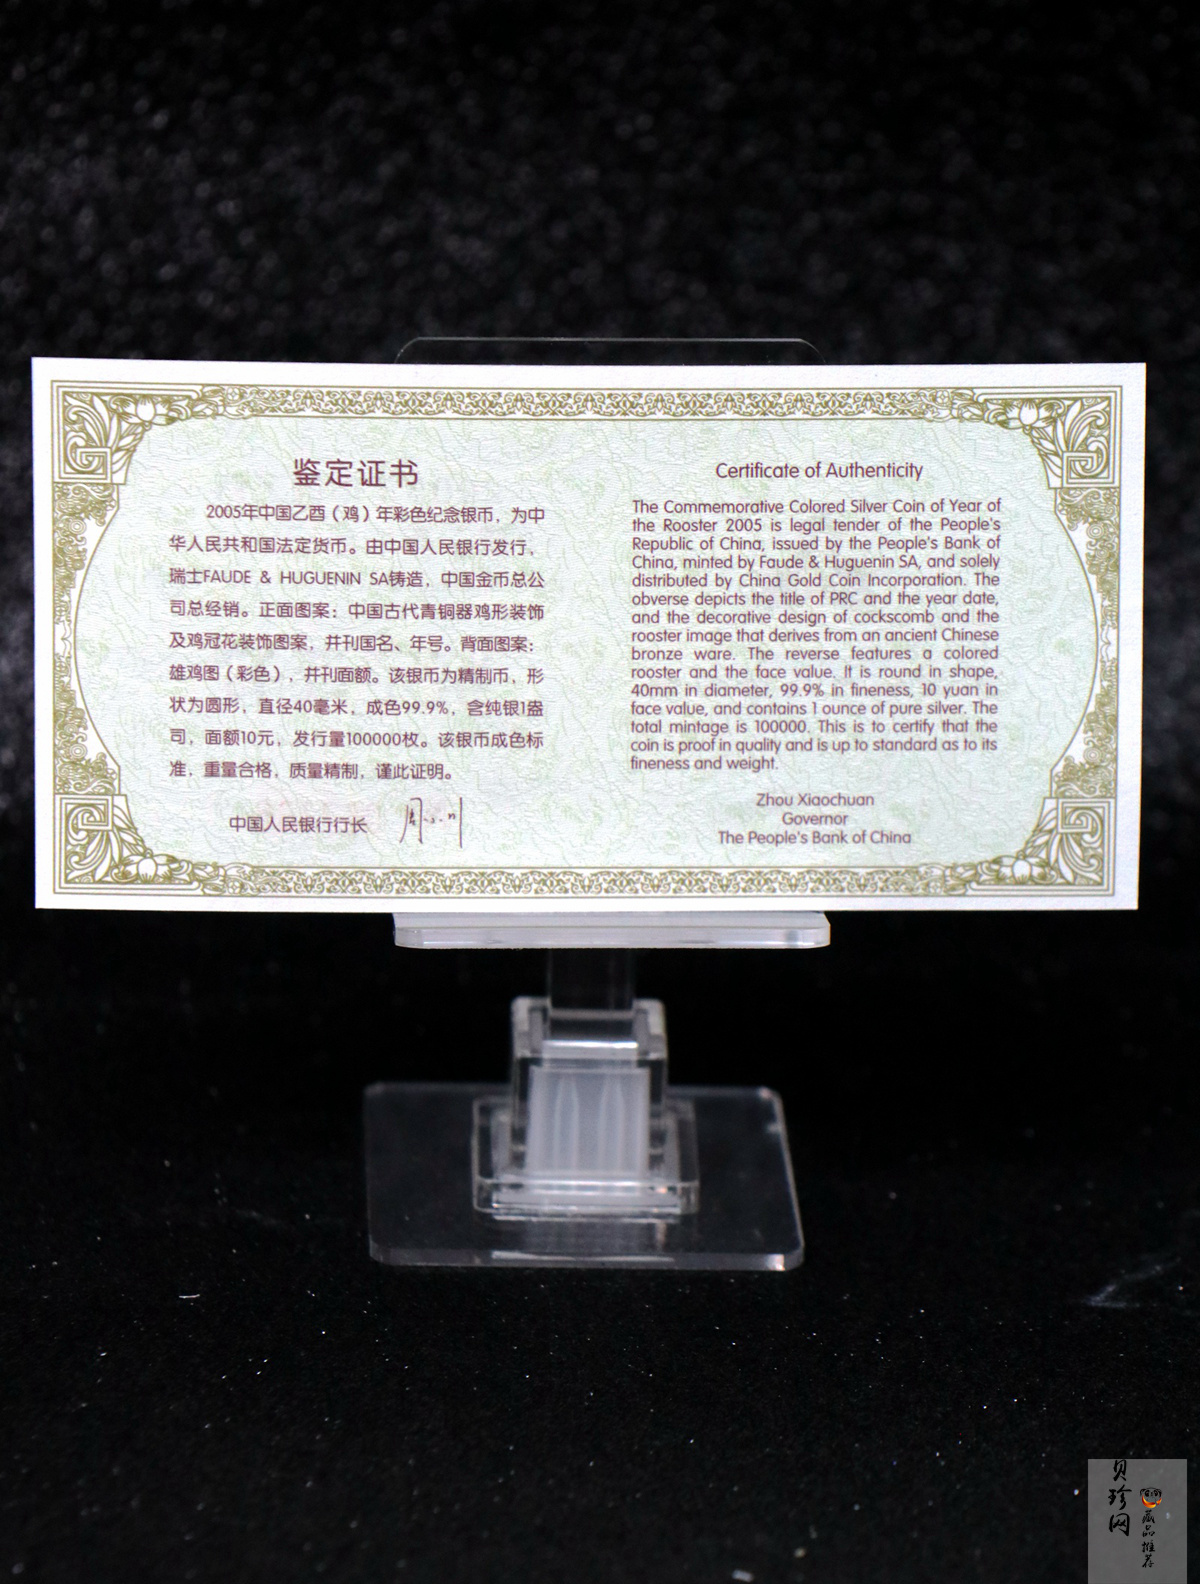 鉴定证书
2005年中国乙酉（鸡）年彩色纪念银币，为中
华人民共和国法定货币。由中国人民银行发行，
瑞士FAUDE & HUGUENIN SA铸造，中国金币总公
司总经销。正面图案：中国古代青铜器鸡形装饰
及鸡冠花装饰图案，并刊国名、年号。背面图案：
雄鸡图（彩色），并刊面额。该银币为精制币，形
状为圆形，直径40毫米，成色99.9%，含纯银1盎
司，面额10元，发行量100000枚。该银币成色标
准，重量合格，质量精制，谨此证明。
中国人民银行行长
Certificate of Authenticity
The Commemorative Colored Silver Coin of Year of
the Rooster 2005 is legal tender of the People's
Republic of China, issued by the People's Bank of
China, minted by Faude & Huguenin SA, and solely
distributed by China Gold Coin Incorporation. The
obverse depicts the title of PRC and the year date,
and the decorative design of cockscomb and the
rooster image that derives from an ancient Chinese
bronze ware. The reverse features a colored
rooster and the face value. It is round in shape,
40mm in diameter, 99.9% in fineness, 10 yuan in
face value, and contains 1 ounce of pure silver. The
total mintage is 100000. This is to certify that the
coin is proof in quality and is up to standard as to its
fineness and weight.
Zhou Xiaochuan
Governor
The People's Bank of China
贝珍网
藏品推荐